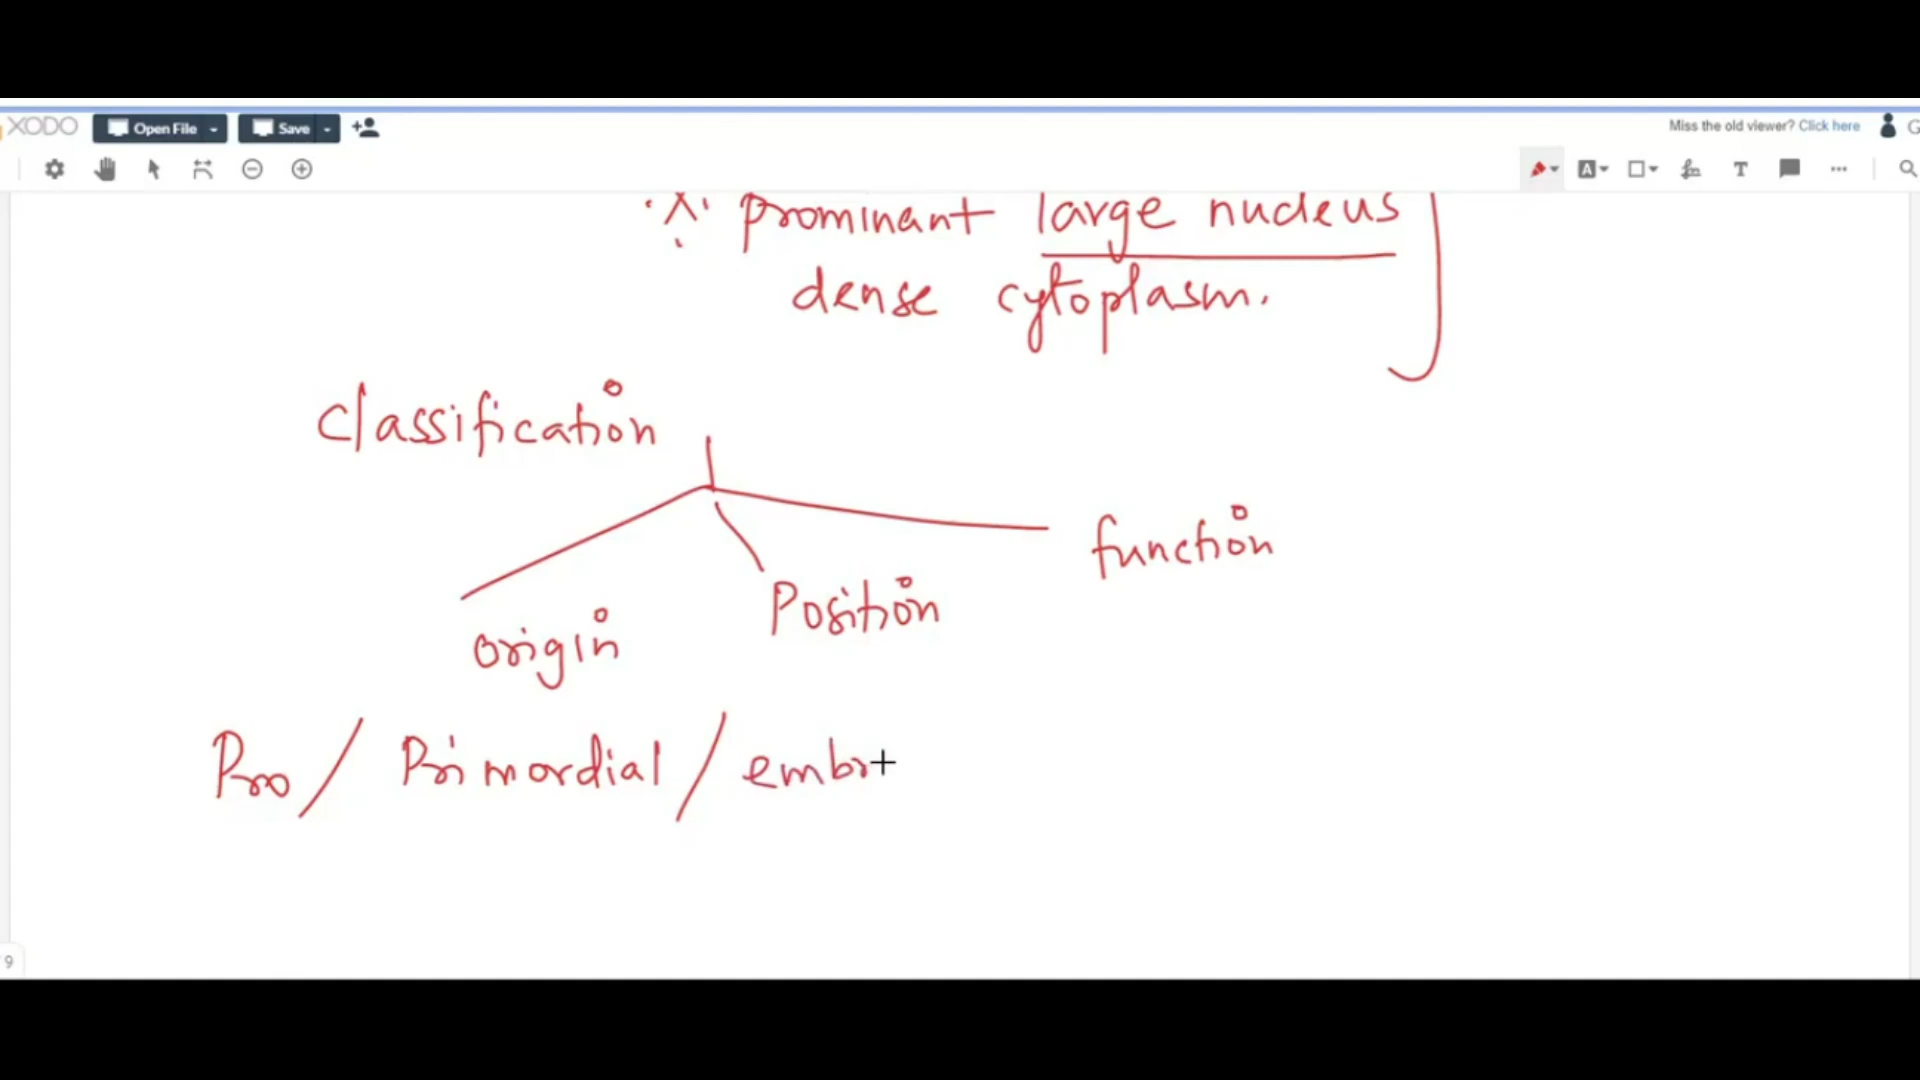 XODO Open File Save Miss the old viewer? Click here G
A T
prominant large nucleus
dense cytoplasm.
Classification
function
Position
origin
Pro / Primordial / embr
9